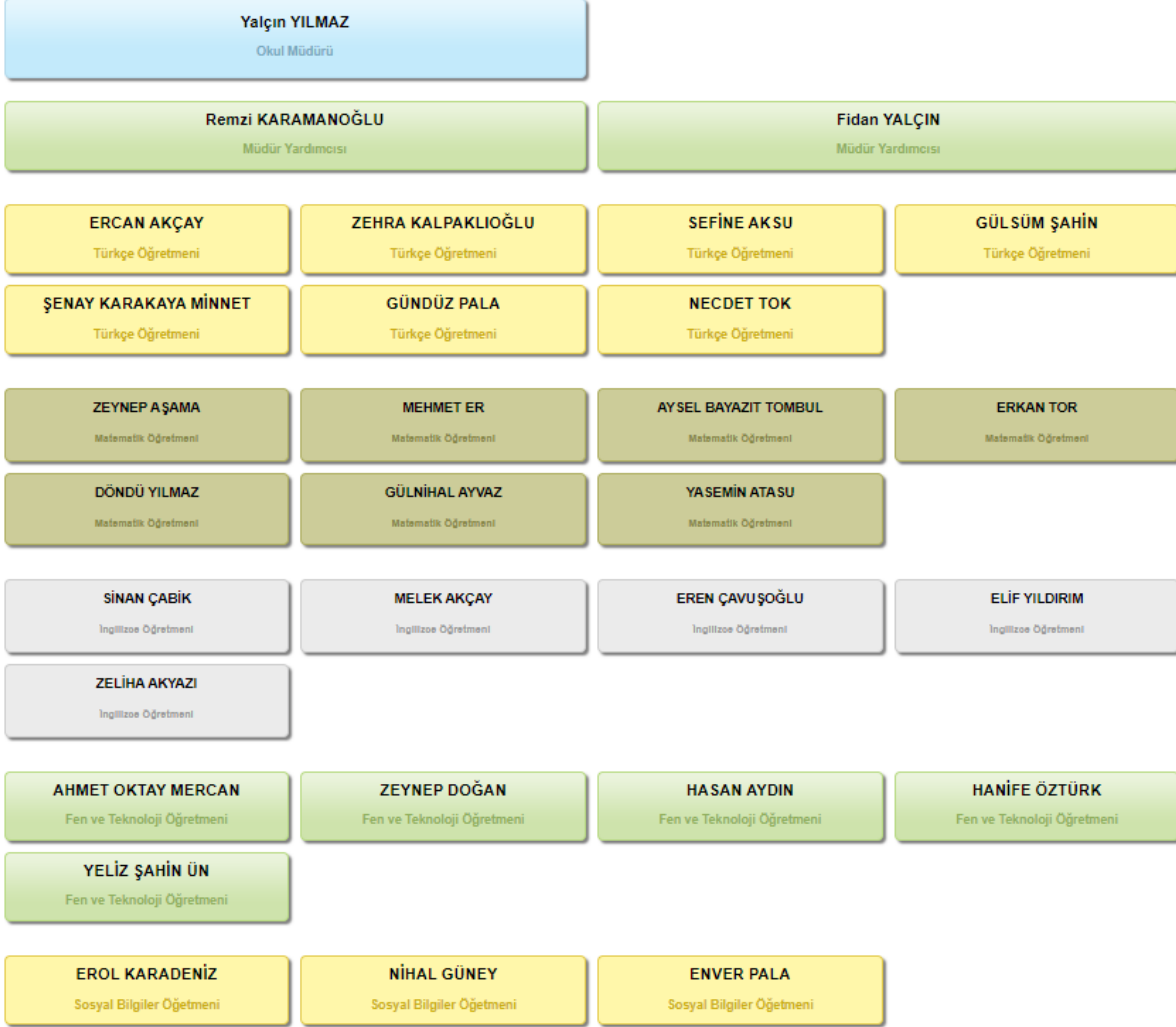 Yalçın YILMAZ
Okul Müdürü
Remzi KARAMANOĞLU
Müdür Yardımcısı
Fidan YALÇIN
Müdür Yardımcısı
ERCAN AKÇAY
Türkçe Öğretmeni
ZEHRA KALPAKLIOĞLU
Türkçe Öğretmeni
SEFİNE AKSU
Türkçe Öğretmeni
GÜLSÜM ŞAHİN
Türkçe Öğretmeni
ŞENAY KARAKAYA MİNNET
Türkçe Öğretmeni
GÜNDÜZ PALA
Türkçe Öğretmeni
NECDET TOK
Türkçe Öğretmeni
ZEYNEP AŞAMA
Matematik Öğretmeni
MEHMET ER
Matematik Öğretmeni
AYSEL BAYAZIT TOMBUL
Matematik Öğretmeni
ERKAN TOR
Matematik Öğretmeni
DÖNDÜ YILMAZ
Matematik Öğretmeni
GÜLNİHAL AYVAZ
Matematik Öğretmeni
YASEMİN ATASU
Matematik Öğretmeni
SİNAN ÇABİK
İngilizce Öğretmeni
MELEK AKÇAY
İngilizce Öğretmeni
EREN ÇAVUŞOĞLU
İngilizce Öğretmeni
ELİF YILDIRIM
İngilizce Öğretmeni
ZELİHA AKYAZI
İngilizce Öğretmeni
AHMET OKTAY MERCAN
Fen ve Teknoloji Öğretmeni
ZEYNEP DOĞAN
Fen ve Teknoloji Öğretmeni
HASAN AYDIN
Fen ve Teknoloji Öğretmeni
HANİFE ÖZTÜRK
Fen ve Teknoloji Öğretmeni
YELİZ ŞAHİN ÜN
Fen ve Teknoloji Öğretmeni
EROL KARADENİZ
Sosyal Bilgiler Öğetmeni
NİHAL GÜNEY
Sosyal Bilgiler Öğetmeni
ENVER PALA
Sosyal Bilgiler Öğetmeni